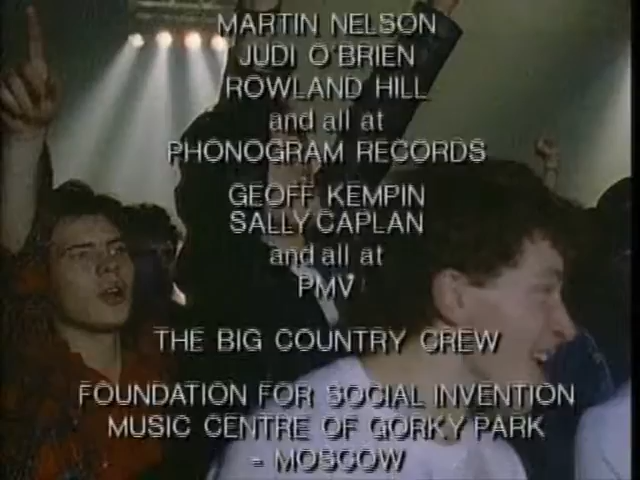 MARTIN NELSON
JUDI O'BRIEN
ROWLAND HILL
and all at
PHONOGRAM RECORDS
GEOFF KEMPIN
SALLY CAPLAN
and all at
PMV
THE BIG COUNTRY CREW
FOUNDATION FOR SOCIAL INVENTION
MUSIC CENTRE OF GORKY PARK
- MOSCOW